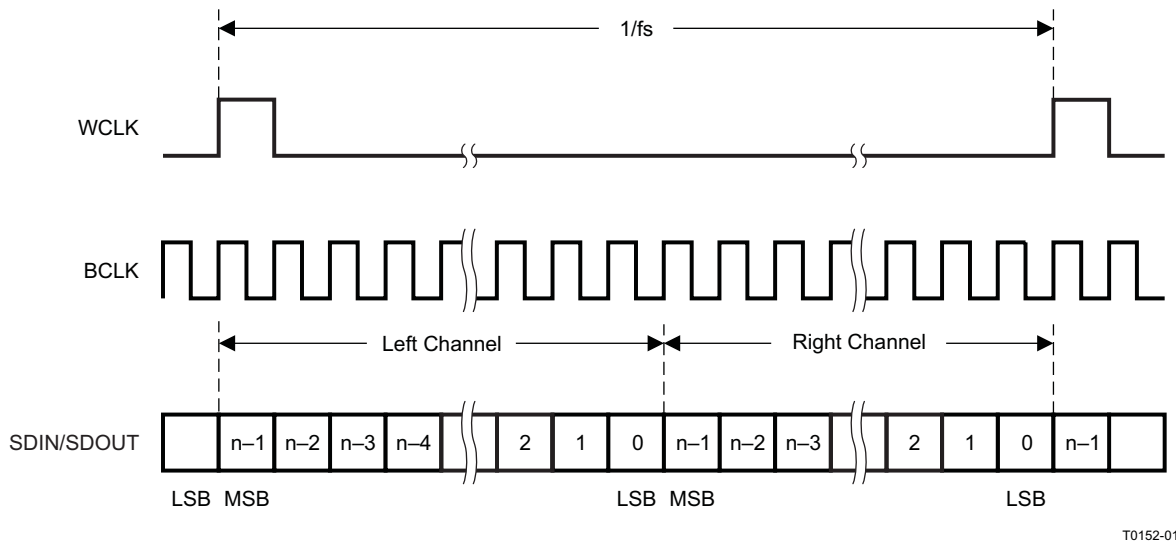 1/fs
WCLK
BCLK
Left Channel Right Channel
SDIN/SDOUT n–1 n–2 n–3 n–4 2 1 0 n–1 n–2 n–3 2 1 0 n–1
LSB MSB LSB MSB LSB
T0152-01